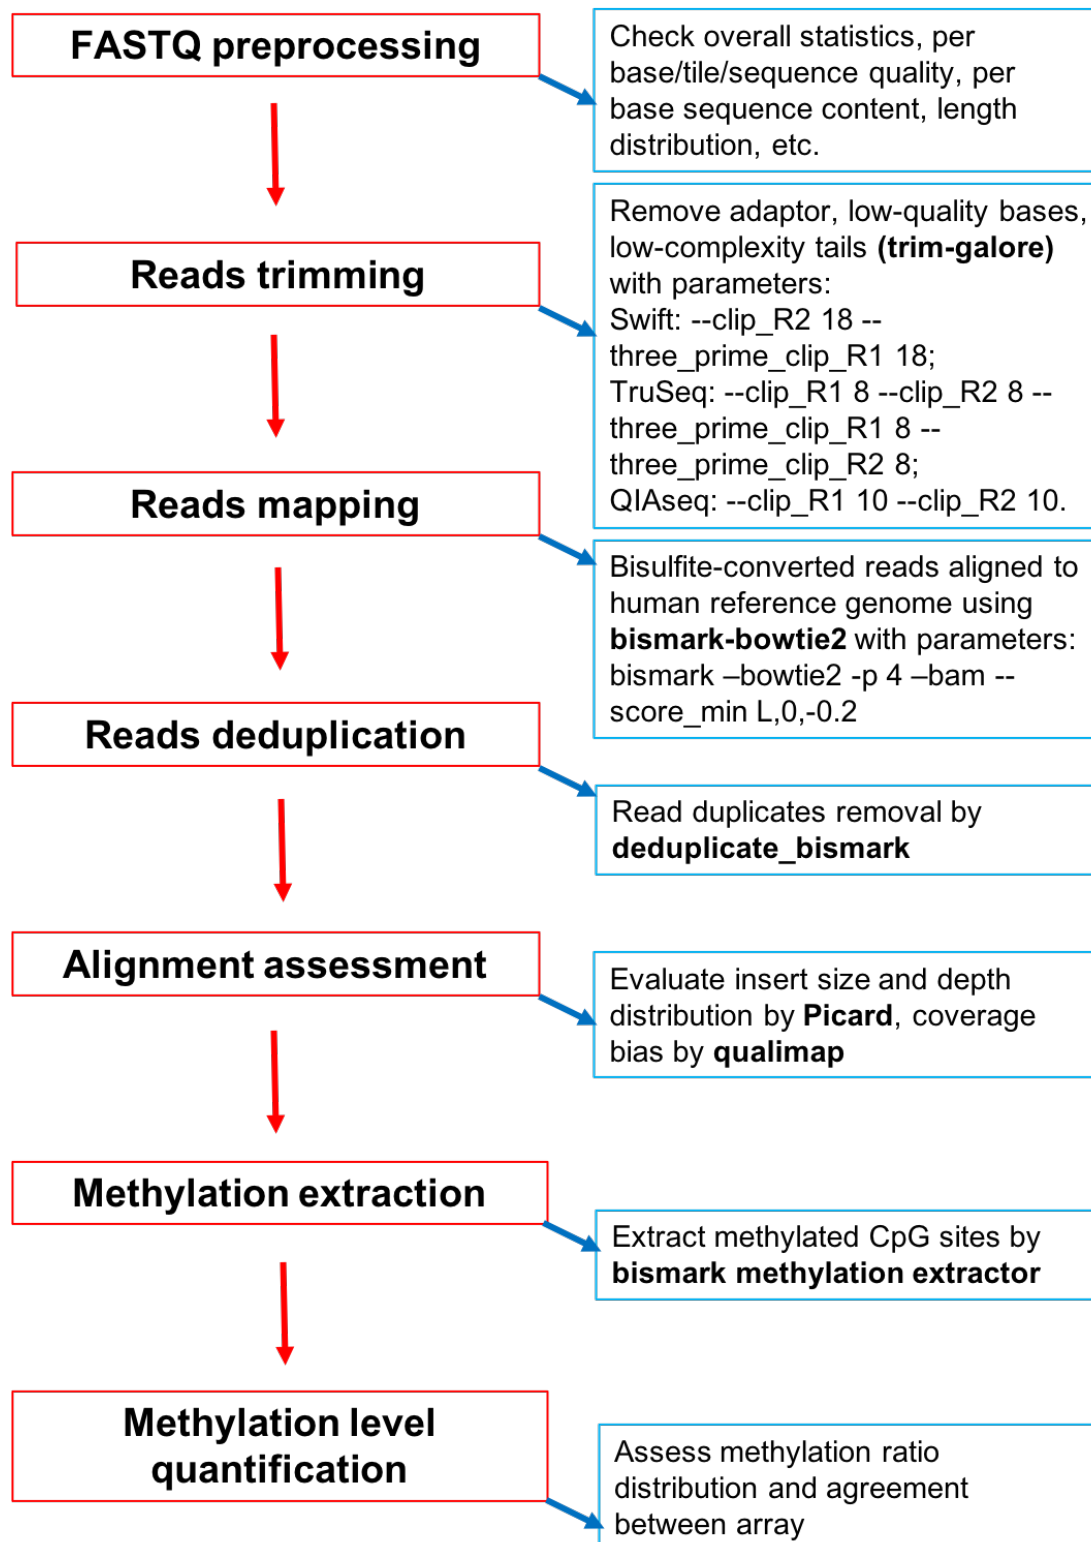 FASTQ preprocessing
Check overall statistics, per
base/tile/sequence quality, per
base sequence content, length
distribution, etc.
Reads trimming
Remove adaptor, low-quality bases,
low-complexity tails (trim-galore)
with parameters:
Swift: --clip_R2 18 --
three_prime_clip_R1 18;
TruSeq: --clip_R1 8 --clip_R2 8 --
three_prime_clip_R1 8 --
three_prime_clip_R2 8;
QIAseq: --clip_R1 10 --clip_R2 10.
Reads mapping
Bisulfite-converted reads aligned to
human reference genome using
bismark-bowtie2 with parameters:
bismark –bowtie2 -p 4 –bam --
score_min L,0,-0.2
Reads deduplication
Read duplicates removal by
deduplicate_bismark
Alignment assessment
Evaluate insert size and depth
distribution by Picard, coverage
bias by qualimap
Methylation extraction
Extract methylated CpG sites by
bismark methylation extractor
Methylation level
quantification
Assess methylation ratio
distribution and agreement
between array